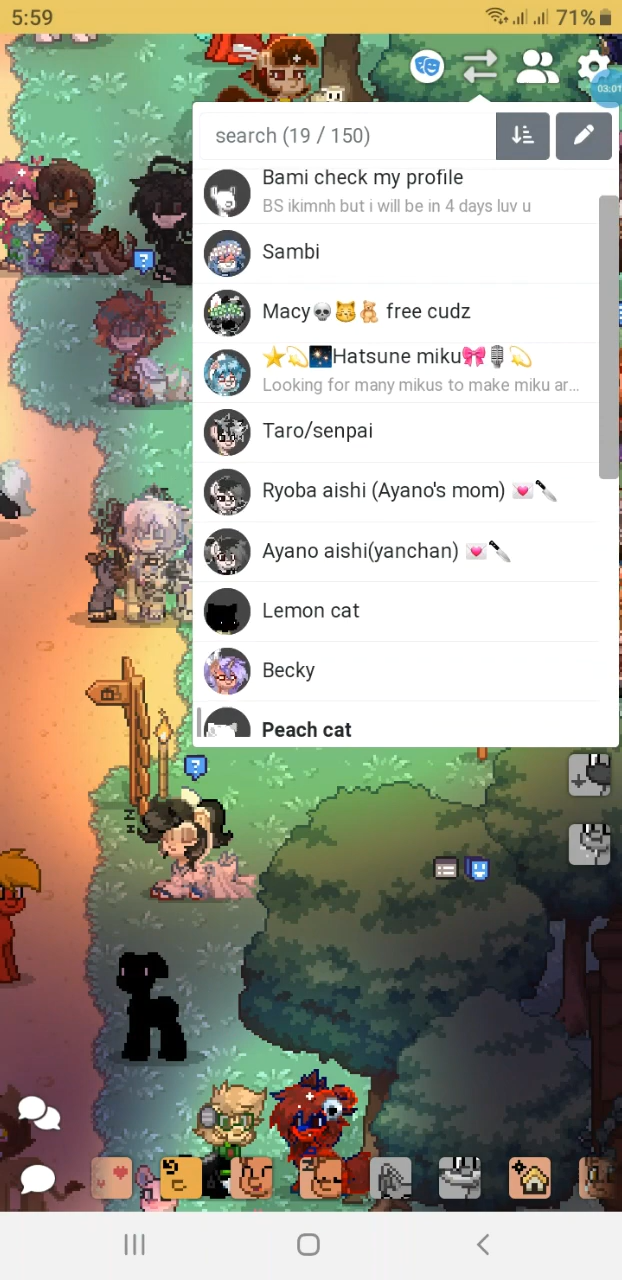 5:59
71%
03:01
search (19 / 150)
Bami check my profile
BS ikimnh but i will be in 4 days luv u
Sambi
Macy💀😼🧸 free cudz
⭐💫🌃Hatsune miku🎀🎙💫
Looking for many mikus to make miku ar...
Taro/senpai
Ryoba aishi (Ayano's mom) 💌🔪
Ayano aishi(yanchan) 💌🔪
Lemon cat
Becky
Peach cat